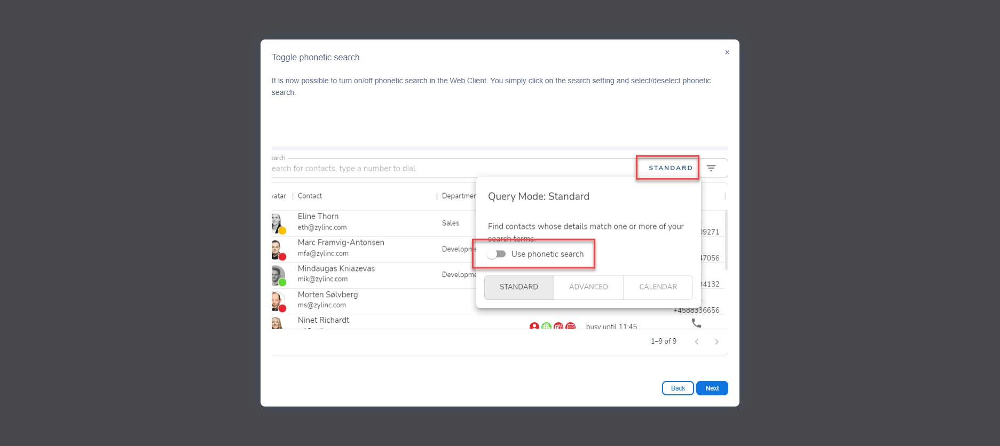 Toggle phonetic search
×
It is now possible to turn on/off phonetic search in the Web Client. You simply click on the search setting and select/deselect phonetic
search.
earch
earch for contacts, type a number to dial
STANDARD
vatar
Contact
Departmen
Query Mode: Standard
Find contacts whose details match one or more of your
search terms.
Use phonetic search
STANDARD
ADVANCED
CALENDAR
Eline Thorn
eth@zylinc.com
Sales
09271
Marc Framvig-Antonsen
mfa@zylinc.com
Developme
47056
Mindaugas Kniazevas
mik@zylinc.com
Developme
94132
Morten Sølvberg
ms@zylinc.com
+4588336656
Ninet Richardt
busy until 11:45
1–9 of 9
Back
Next